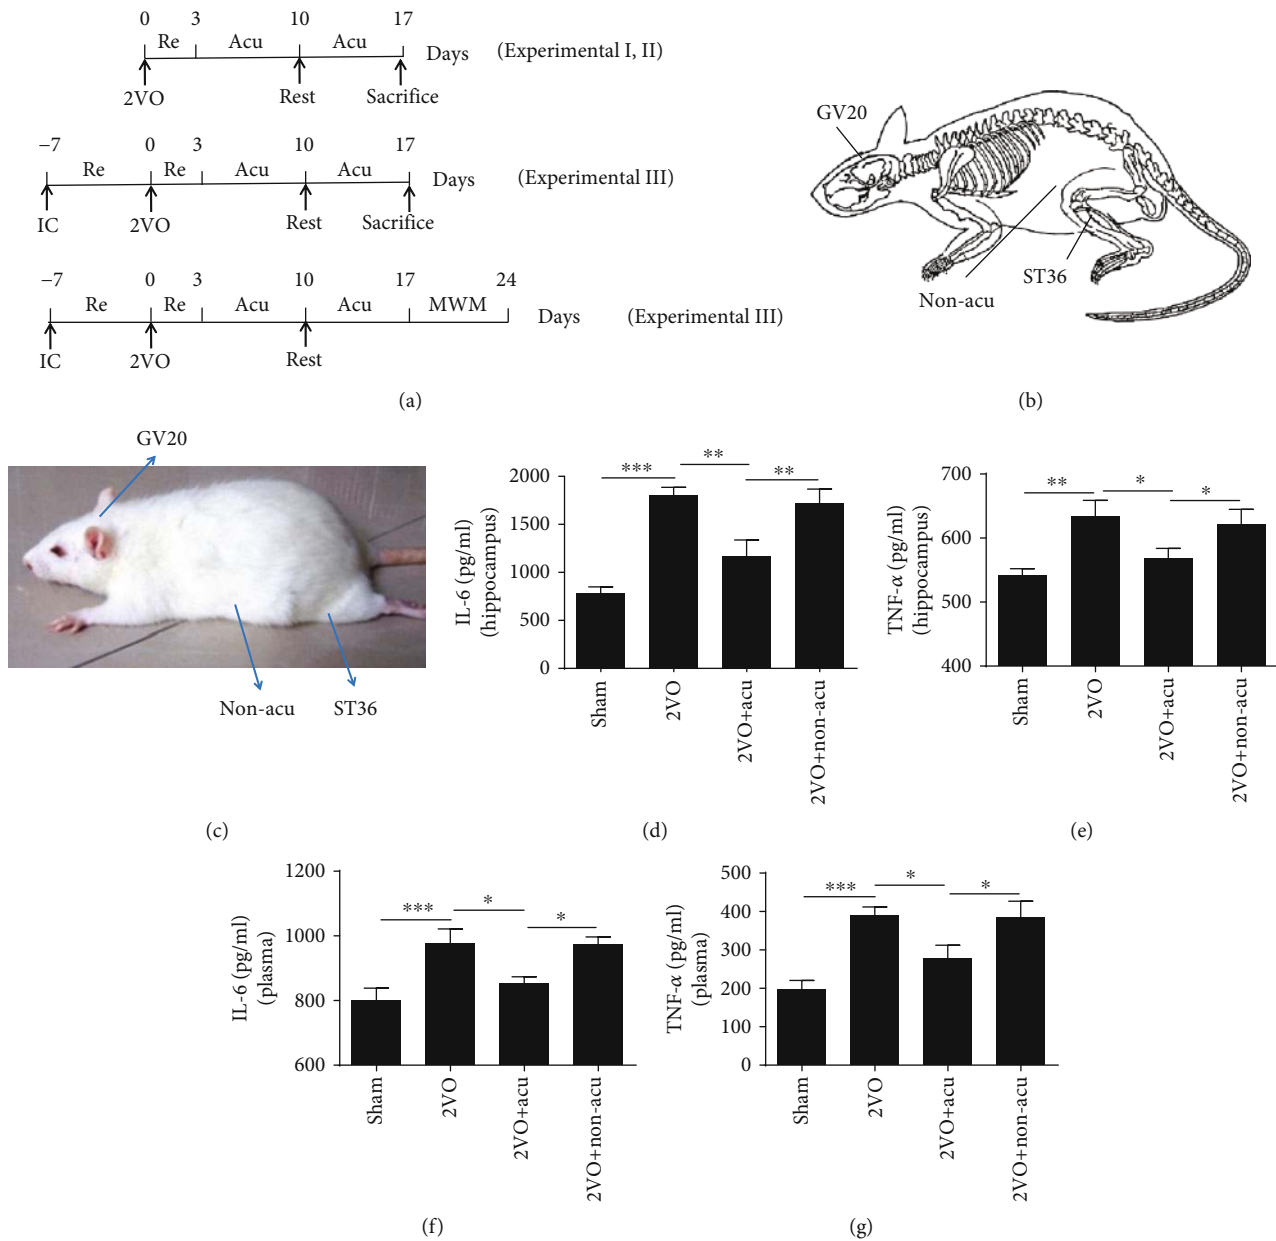 0 3 10 17
Re Acu Acu
Days (Experimental I, II)
2VO Rest Sacrifice
−7 0 3 10 17
Re Re Acu Acu
Days (Experimental III)
IC 2VO Rest Sacrifice
−7 0 3 10 17 24
Re Re Acu Acu MWM
Days (Experimental III)
IC 2VO Rest
(a)
GV20
ST36
Non-acu
(b)
GV20
Non-acu ST36
(c)
IL-6 (pg/ml)
(hippocampus)
2000
1500
1000
500
0
*** ** **
Sham
2VO
2VO+acu
2VO+non-acu
(d)
TNF-α (pg/ml)
(hippocampus)
700
600
500
400
** * *
Sham
2VO
2VO+acu
2VO+non-acu
(e)
IL-6 (pg/ml)
(plasma)
1200
1000
800
600
*** * *
Sham
2VO
2VO+acu
2VO+non-acu
(f)
TNF-α (pg/ml)
(plasma)
500
400
300
200
100
0
*** * *
Sham
2VO
2VO+acu
2VO+non-acu
(g)